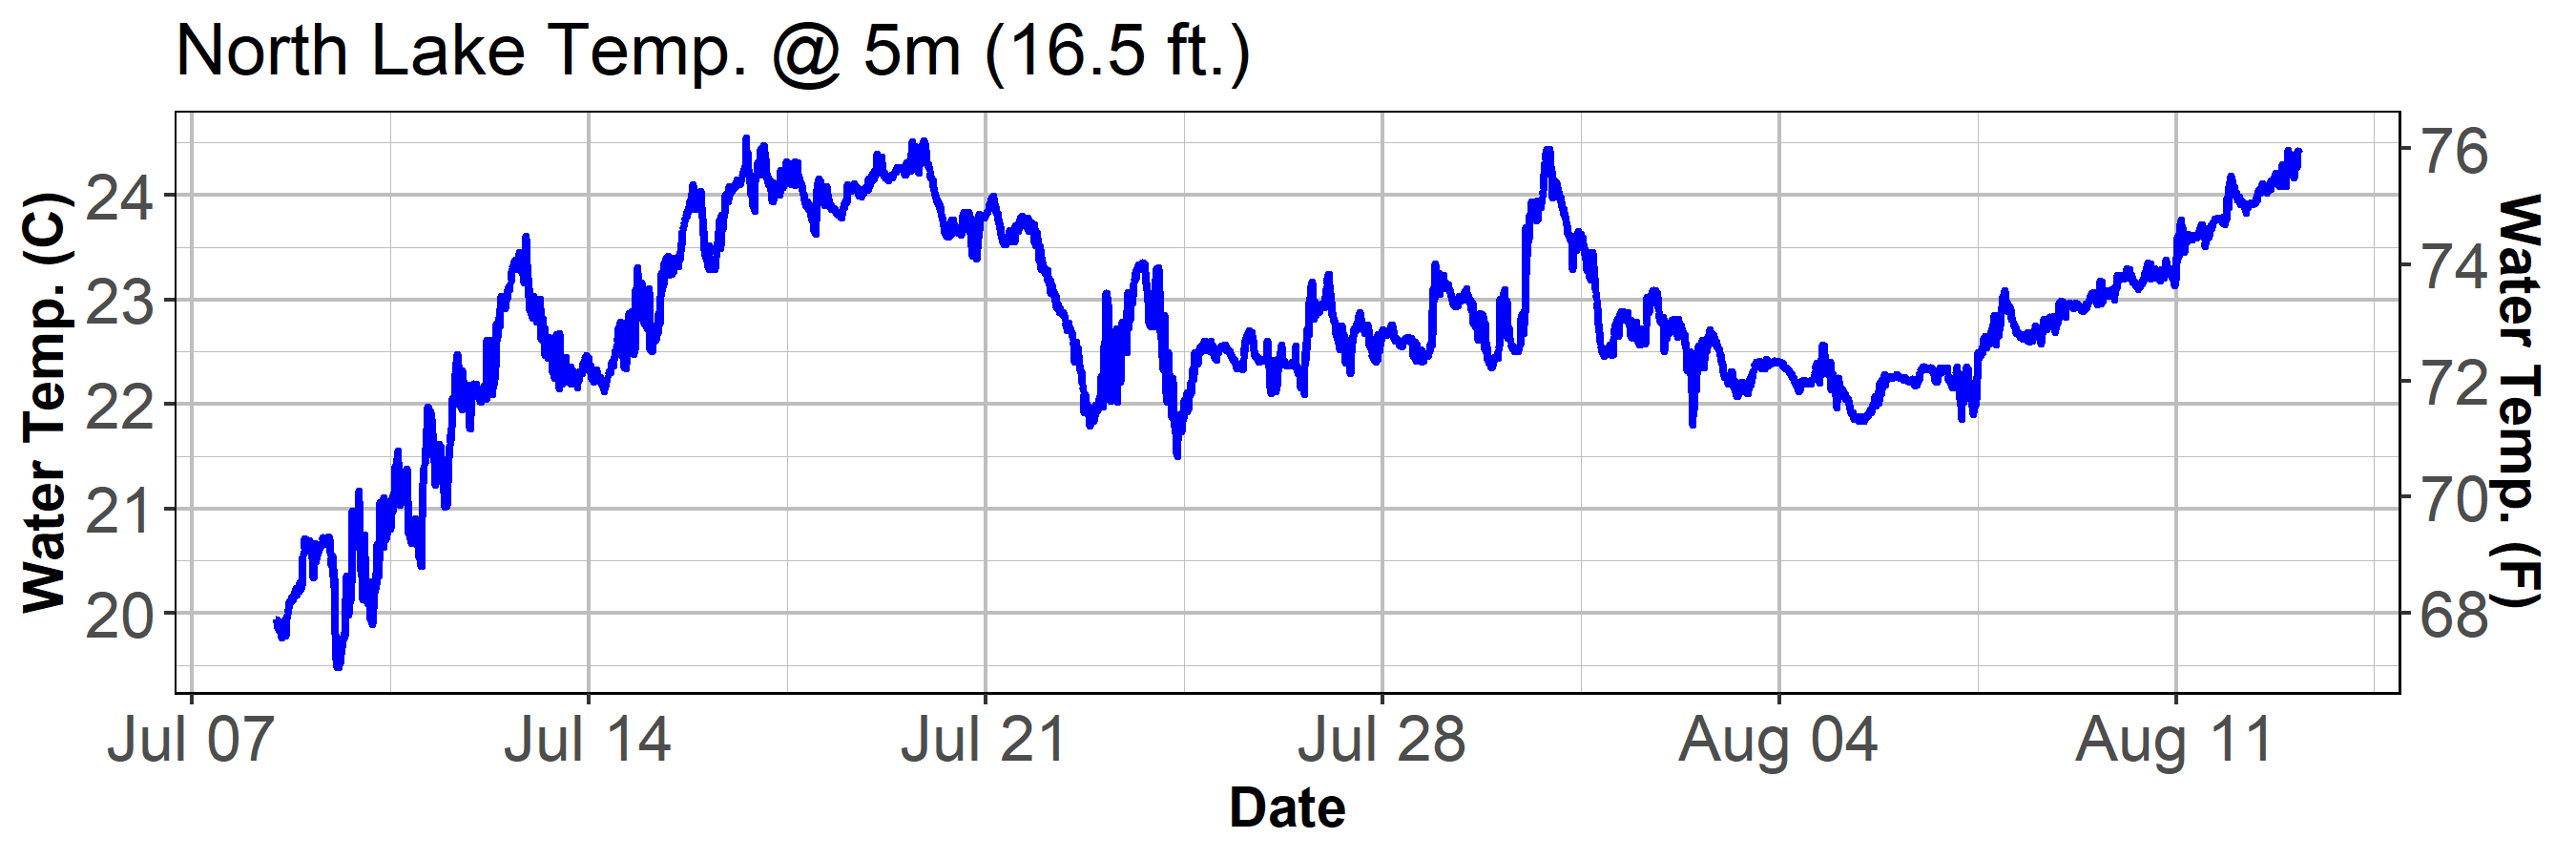 North Lake Temp. @ 5m (16.5 ft.)
Water Temp. (C)
24
23
22
21
20
76
74
72
70
68
Water Temp. (F)
Jul 07
Jul 14
Jul 21
Jul 28
Aug 04
Aug 11
Date